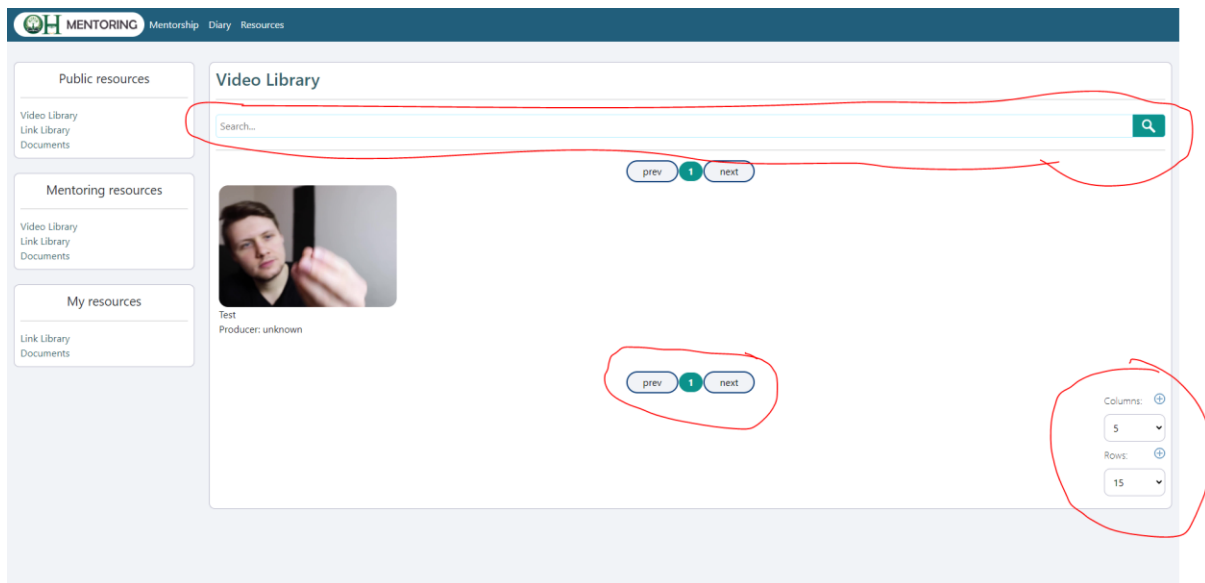 OH MENTORING Mentorship Diary Resources
Public resources
Video Library
Link Library
Documents
Mentoring resources
Video Library
Link Library
Documents
My resources
Link Library
Documents
Video Library
Search...
prev 1 next
Test
Producer: unknown
prev 1 next
Columns:
5
Rows:
15